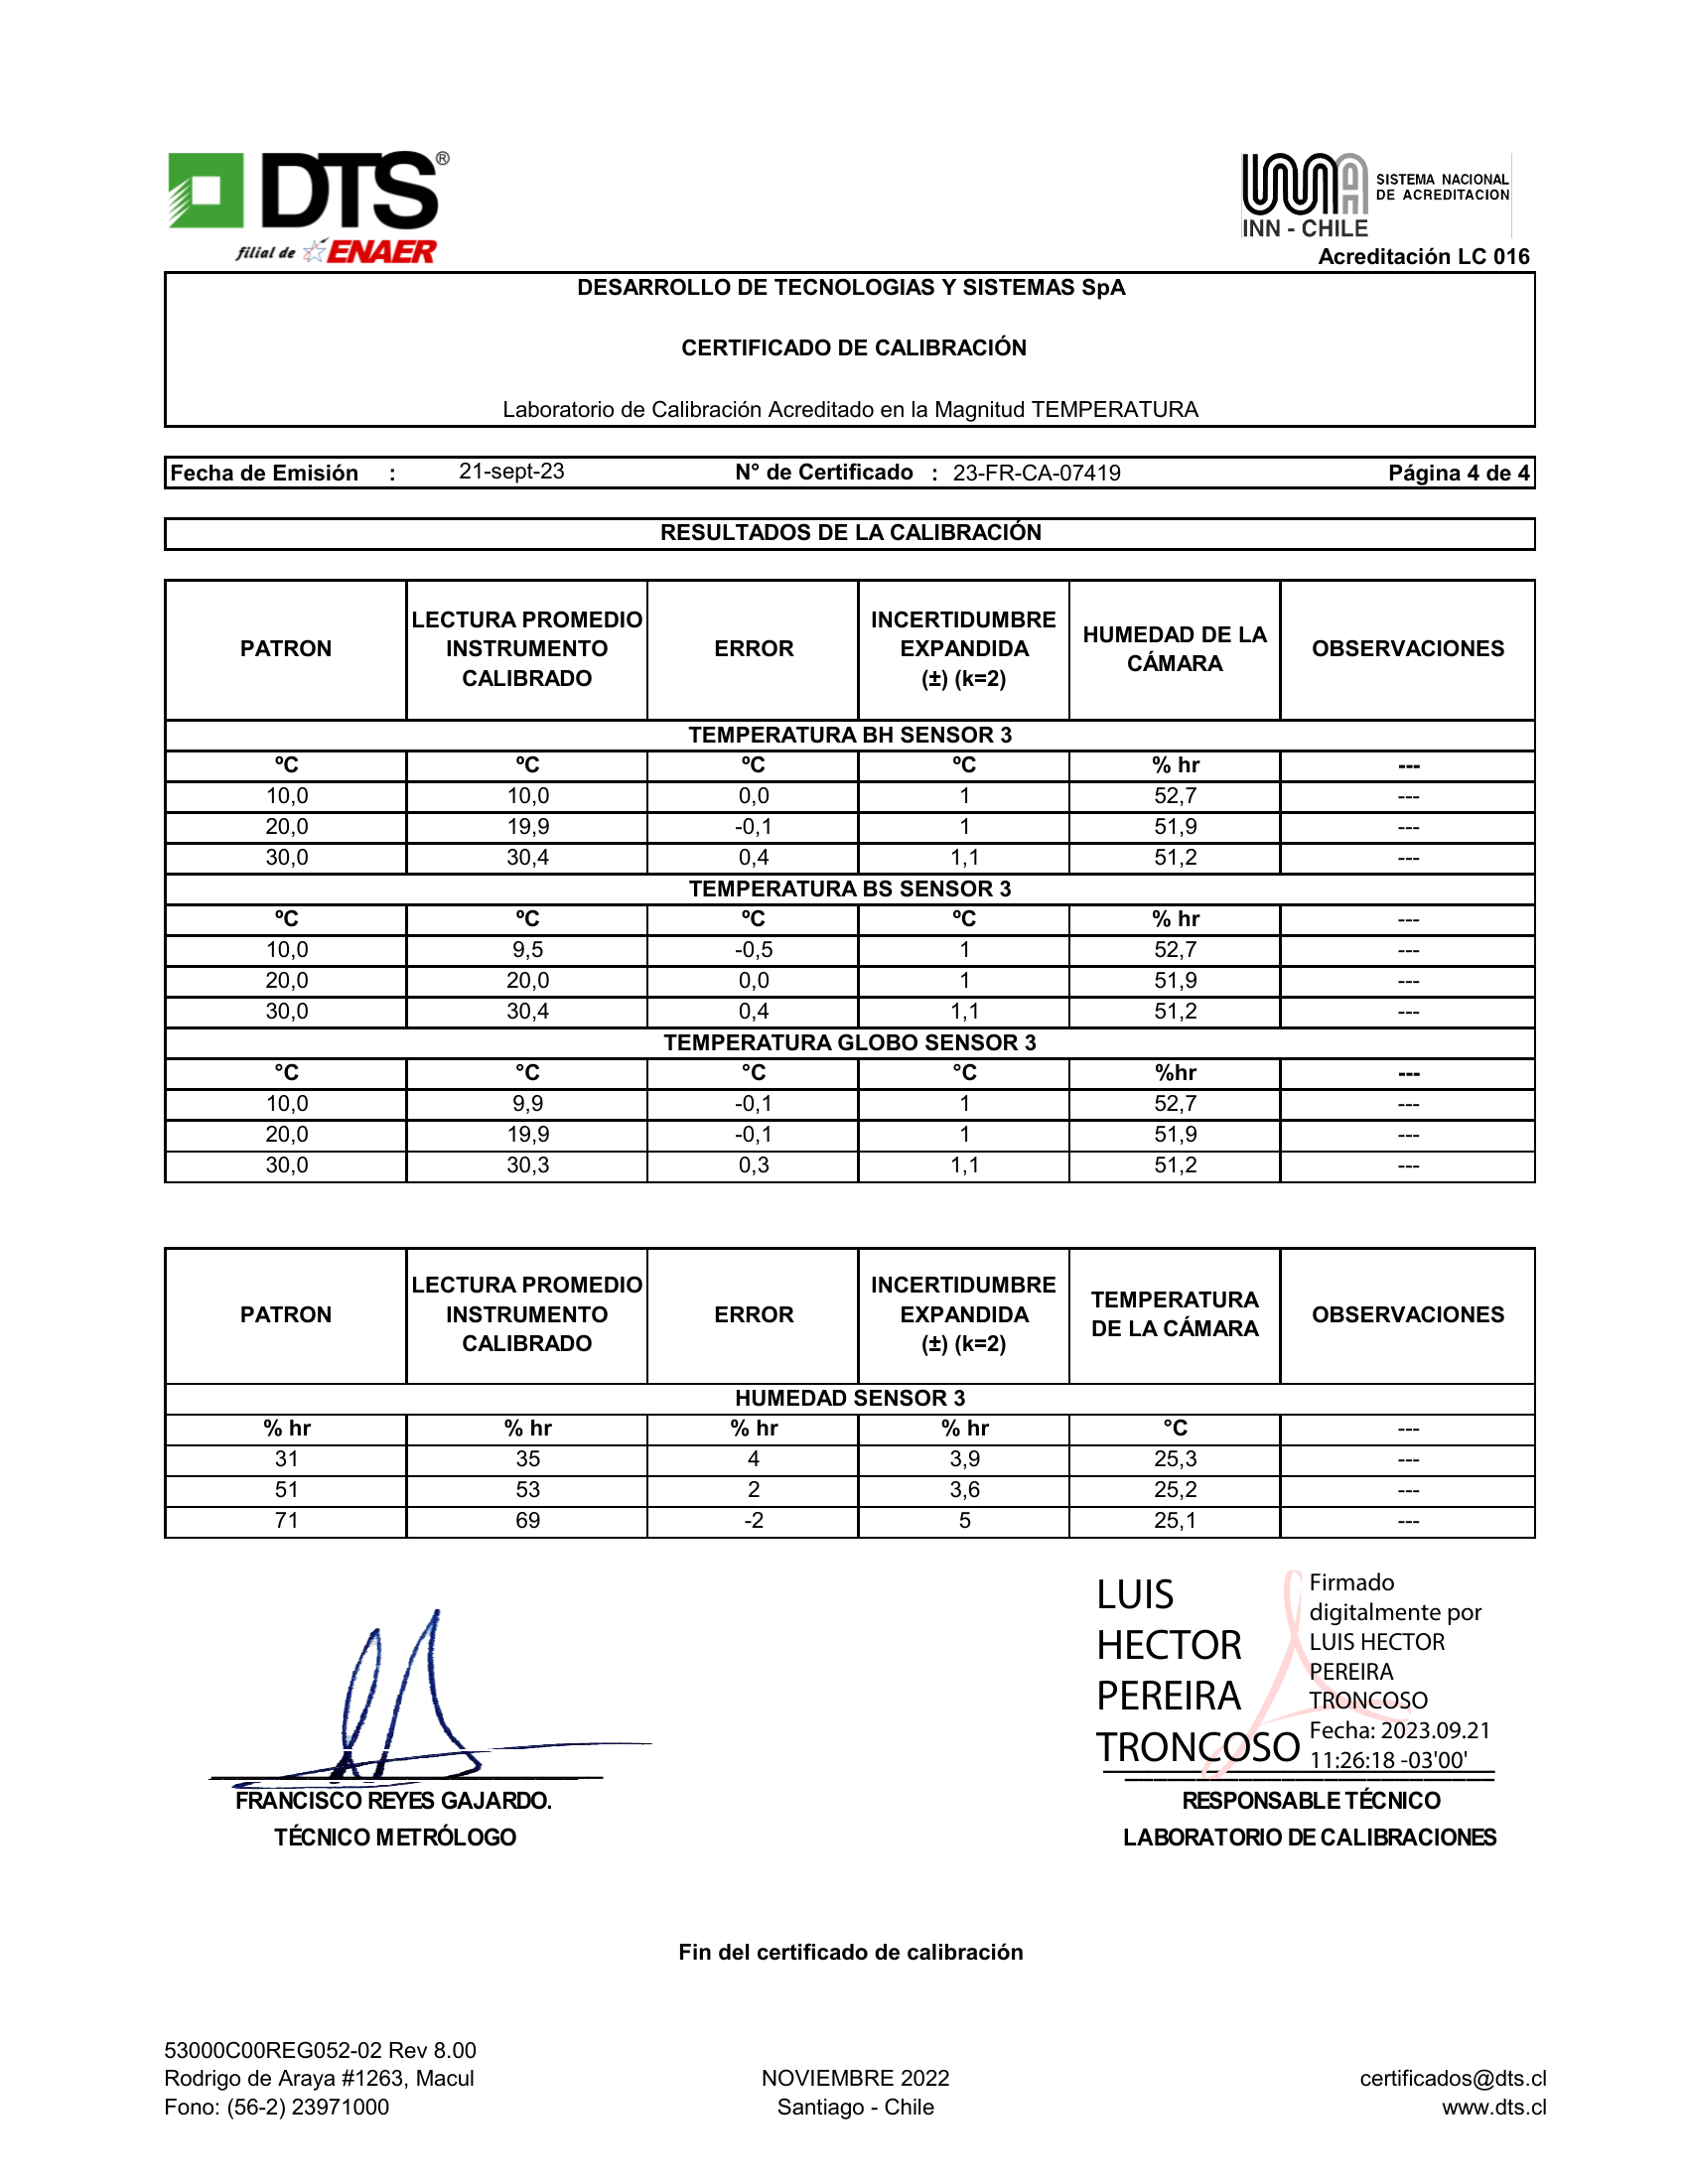 DTS®
filial de ENAER
SISTEMA NACIONAL
DE ACREDITACION
INN - CHILE
Acreditación LC 016
DESARROLLO DE TECNOLOGIAS Y SISTEMAS SpA
CERTIFICADO DE CALIBRACIÓN
Laboratorio de Calibración Acreditado en la Magnitud TEMPERATURA
Fecha de Emisión : 21-sept-23 N° de Certificado : 23-FR-CA-07419 Página 4 de 4
RESULTADOS DE LA CALIBRACIÓN
PATRON LECTURA PROMEDIO INSTRUMENTO CALIBRADO ERROR INCERTIDUMBRE EXPANDIDA (±) (k=2) HUMEDAD DE LA CÁMARA OBSERVACIONES
TEMPERATURA BH SENSOR 3
ºC ºC ºC ºC % hr ---
10,0 10,0 0,0 1 52,7 ---
20,0 19,9 -0,1 1 51,9 ---
30,0 30,4 0,4 1,1 51,2 ---
TEMPERATURA BS SENSOR 3
ºC ºC ºC ºC % hr ---
10,0 9,5 -0,5 1 52,7 ---
20,0 20,0 0,0 1 51,9 ---
30,0 30,4 0,4 1,1 51,2 ---
TEMPERATURA GLOBO SENSOR 3
°C °C °C °C %hr ---
10,0 9,9 -0,1 1 52,7 ---
20,0 19,9 -0,1 1 51,9 ---
30,0 30,3 0,3 1,1 51,2 ---
PATRON LECTURA PROMEDIO INSTRUMENTO CALIBRADO ERROR INCERTIDUMBRE EXPANDIDA (±) (k=2) TEMPERATURA DE LA CÁMARA OBSERVACIONES
HUMEDAD SENSOR 3
% hr % hr % hr % hr °C ---
31 35 4 3,9 25,3 ---
51 53 2 3,6 25,2 ---
71 69 -2 5 25,1 ---
LUIS
HECTOR
PEREIRA
TRONCOSO
Firmado
digitalmente por
LUIS HECTOR
PEREIRA
TRONCOSO
Fecha: 2023.09.21
11:26:18 -03'00'
FRANCISCO REYES GAJARDO.
TÉCNICO METRÓLOGO
RESPONSABLE TÉCNICO
LABORATORIO DE CALIBRACIONES
Fin del certificado de calibración
53000C00REG052-02 Rev 8.00
Rodrigo de Araya #1263, Macul NOVIEMBRE 2022 certificados@dts.cl
Fono: (56-2) 23971000 Santiago - Chile www.dts.cl